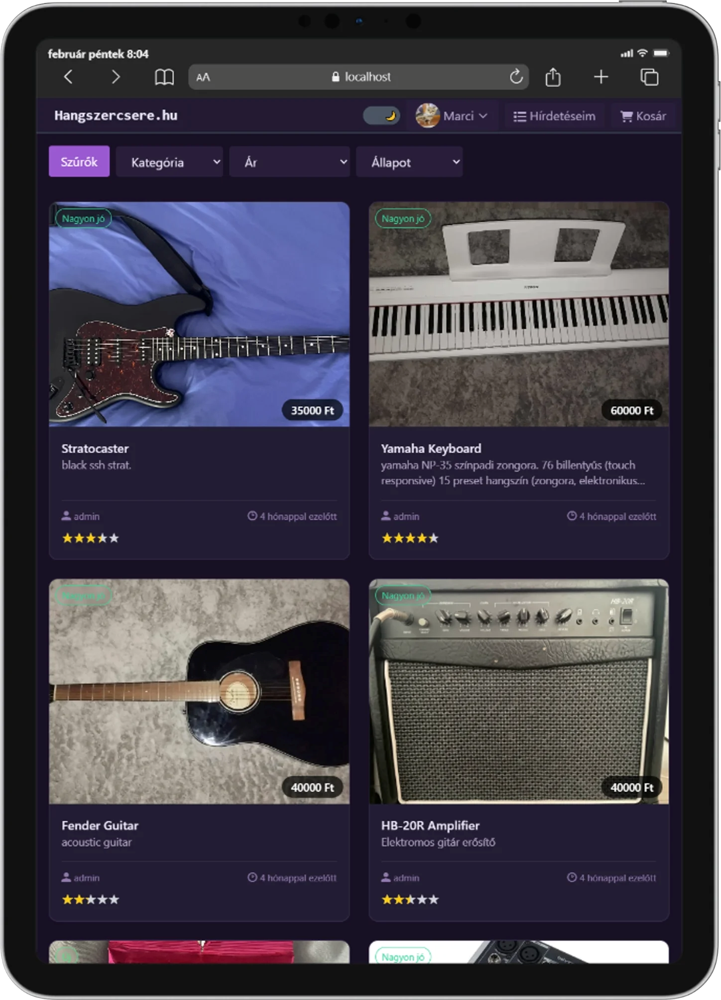 február péntek 8:04
AA
localhost
Hangszercsere.hu
Marci
Hírdetéseim
Kosár
Szűrők
Kategória
Ár
Állapot
Nagyon jó
Nagyon jó
35000 Ft
60000 Ft
Stratocaster
black ssh strat.
Yamaha Keyboard
yamaha NP-35 színpadi zongora. 76 billentyűs (touch
responsive) 15 preset hangszín (zongora, elektronikus...
admin
4 hónappal ezelőtt
admin
4 hónappal ezelőtt
Nagyon jó
Nagyon jó
HB-20R
40000 Ft
40000 Ft
Fender Guitar
acoustic guitar
HB-20R Amplifier
Elektromos gitár erősítő
admin
4 hónappal ezelőtt
admin
4 hónappal ezelőtt
Új
Nagyon jó